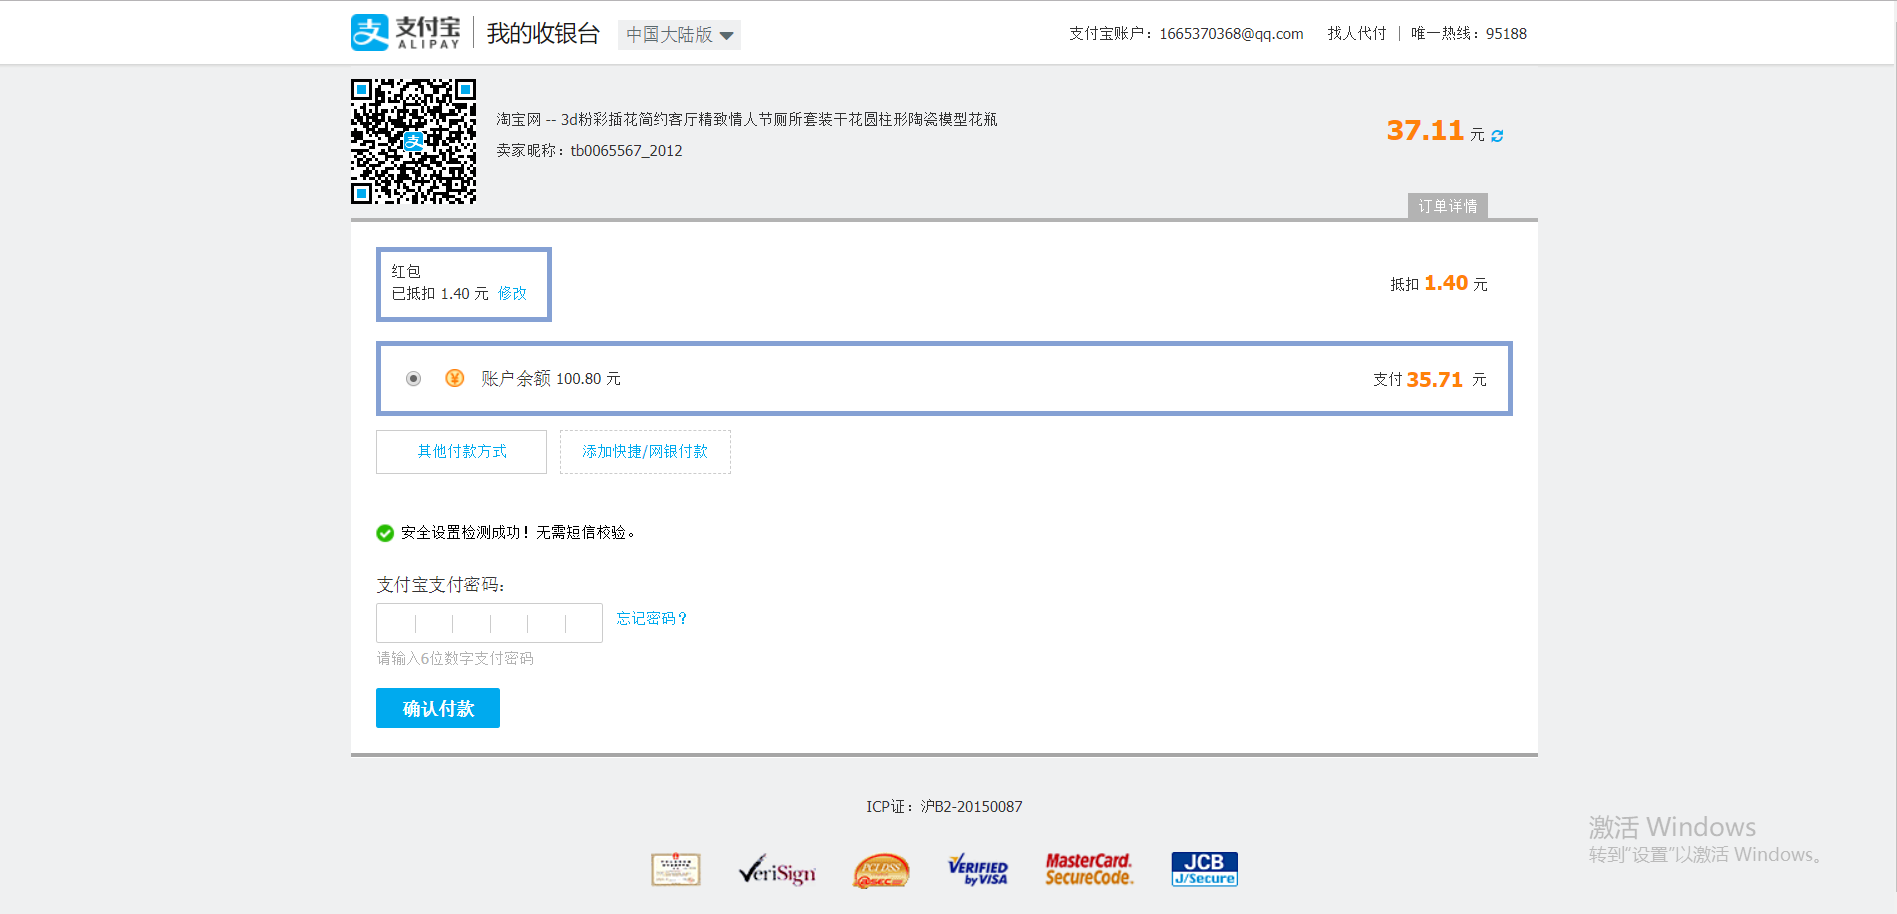 支付宝
ALIPAY
我的收银台
中国大陆版
支付宝账户：1665370368@qq.com
找人代付
唯一热线：95188
支
淘宝网 -- 3d粉彩插花简约客厅精致情人节厕所套装干花圆柱形陶瓷模型花瓶
卖家昵称：tb0065567_2012
37.11 元
订单详情
红包
已抵扣 1.40 元 修改
抵扣 1.40 元
账户余额 100.80 元
支付 35.71 元
其他付款方式
添加快捷/网银付款
安全设置检测成功！无需短信校验。
支付宝支付密码：
忘记密码？
请输入6位数字支付密码
确认付款
ICP证：沪B2-20150087
VeriSign
VERIFIED
by VISA
MasterCard.
SecureCode.
JCB
J/Secure
激活 Windows
转到“设置”以激活 Windows。